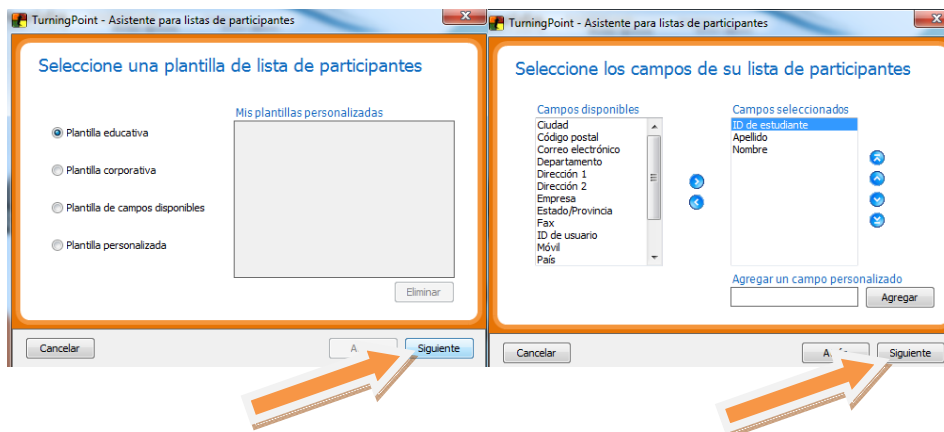 TurningPoint - Asistente para listas de participantes
Seleccione una plantilla de lista de participantes
Mis plantillas personalizadas
Plantilla educativa
Plantilla corporativa
Plantilla de campos disponibles
Plantilla personalizada
Eliminar
Cancelar
Siguiente
TurningPoint - Asistente para listas de participantes
Seleccione los campos de su lista de participantes
Campos disponibles
Ciudad
Código postal
Correo electrónico
Departamento
Dirección 1
Dirección 2
Empresa
Estado/Provincia
Fax
ID de usuario
Móvil
País
Campos seleccionados
ID de estudiante
Apellido
Nombre
Agregar un campo personalizado
Agregar
Cancelar
Siguiente